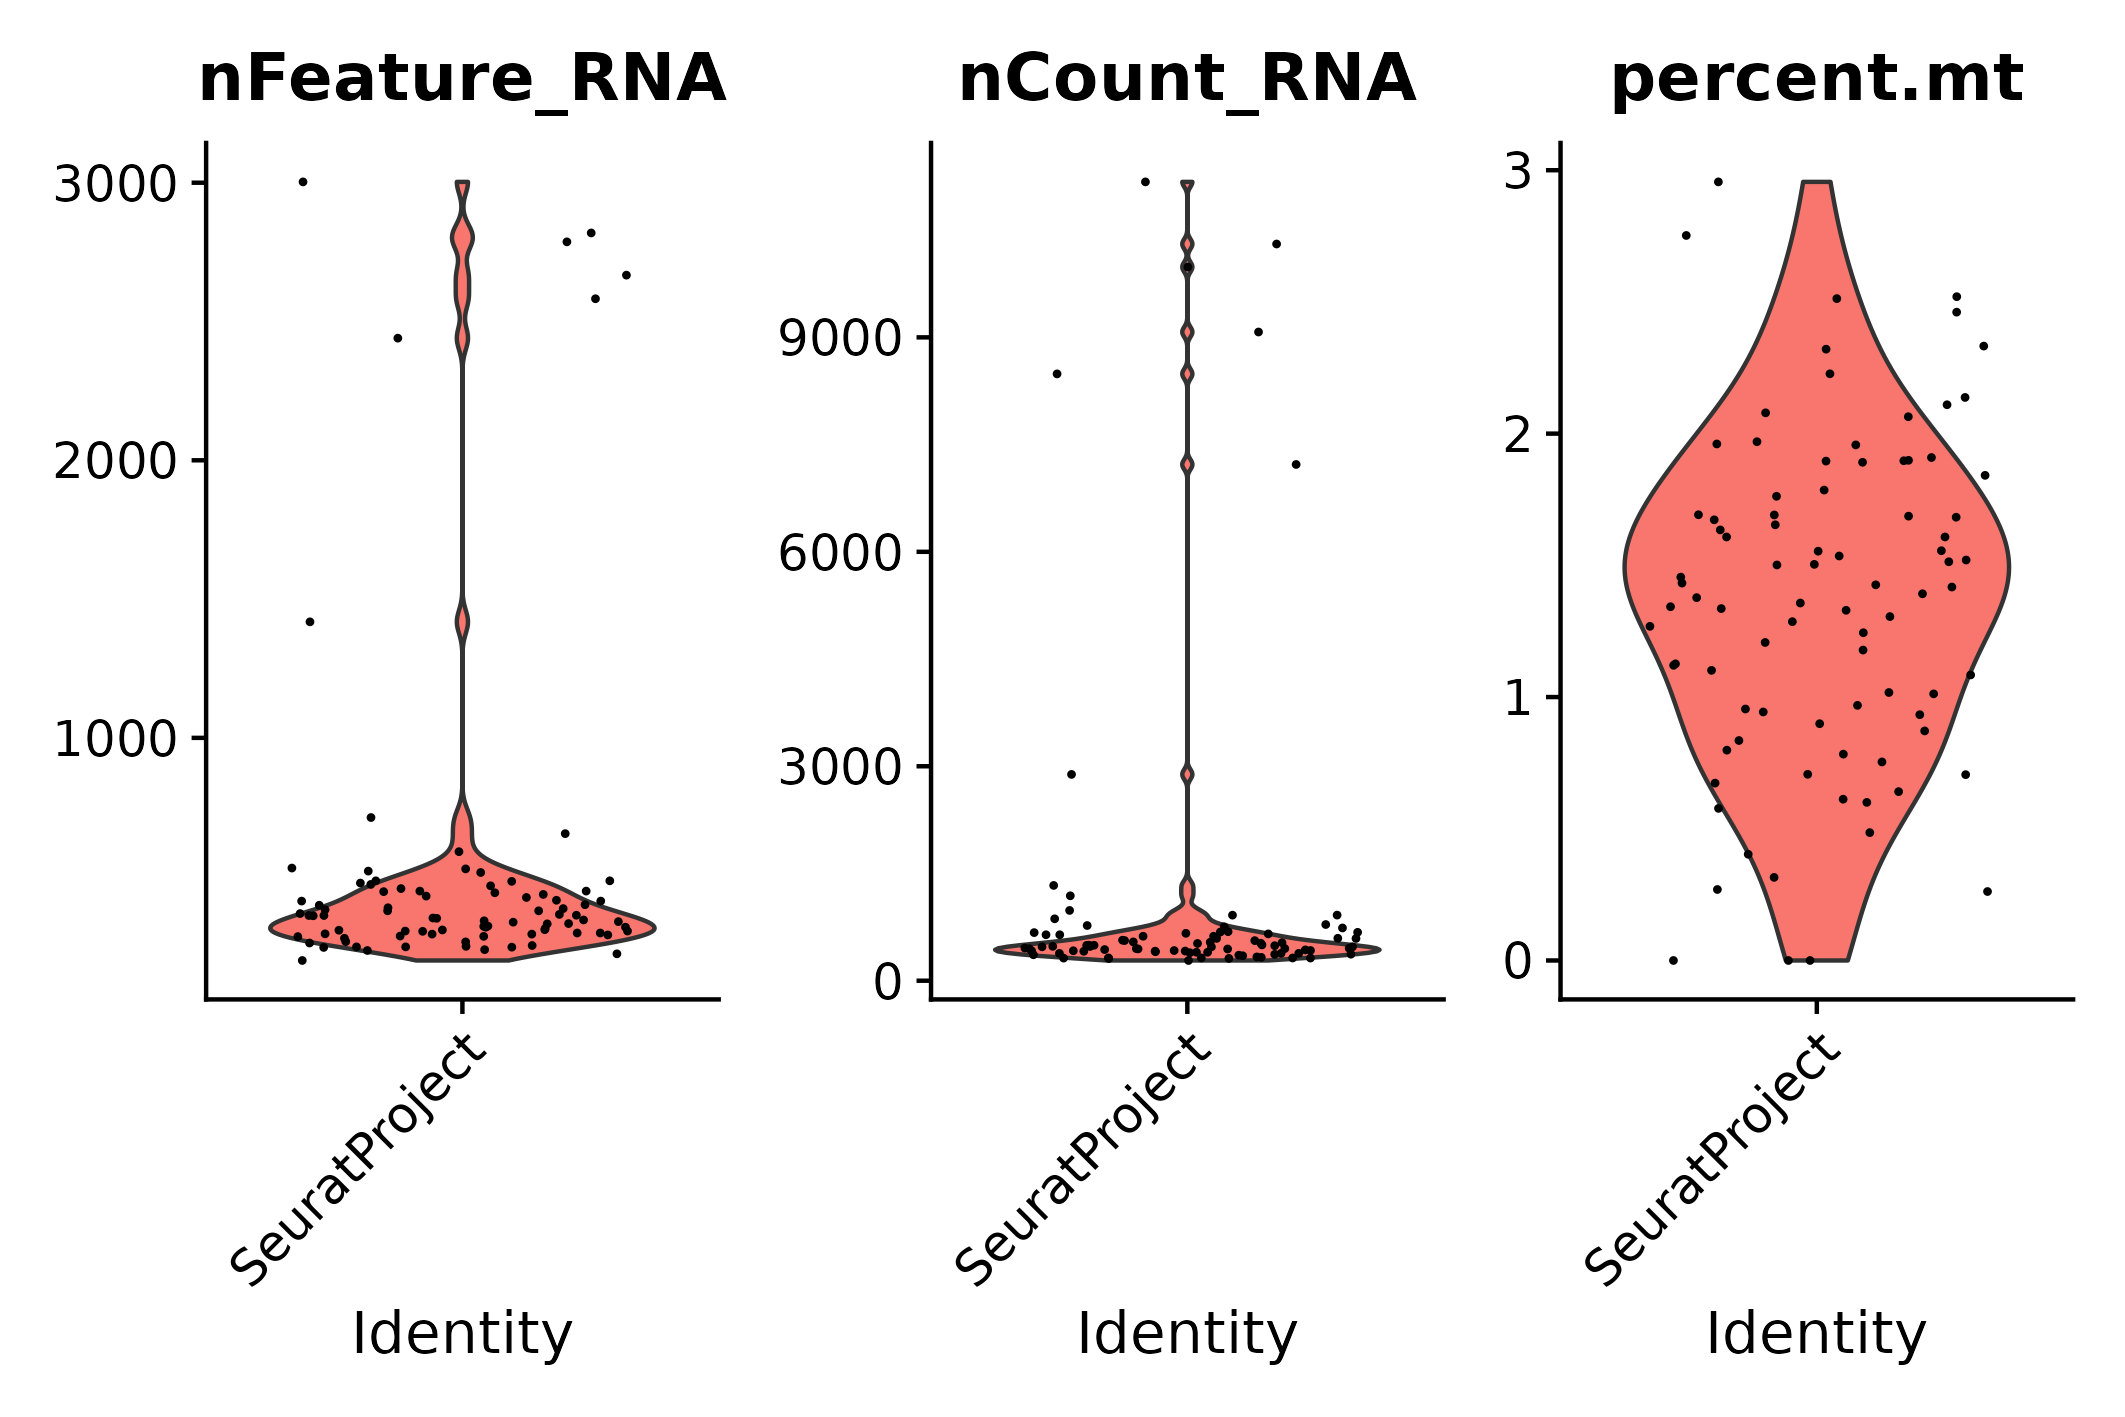 nFeature_RNA
3000
2000
1000
SeuratProject
Identity
nCount_RNA
9000
6000
3000
0
SeuratProject
Identity
percent.mt
3
2
1
0
SeuratProject
Identity